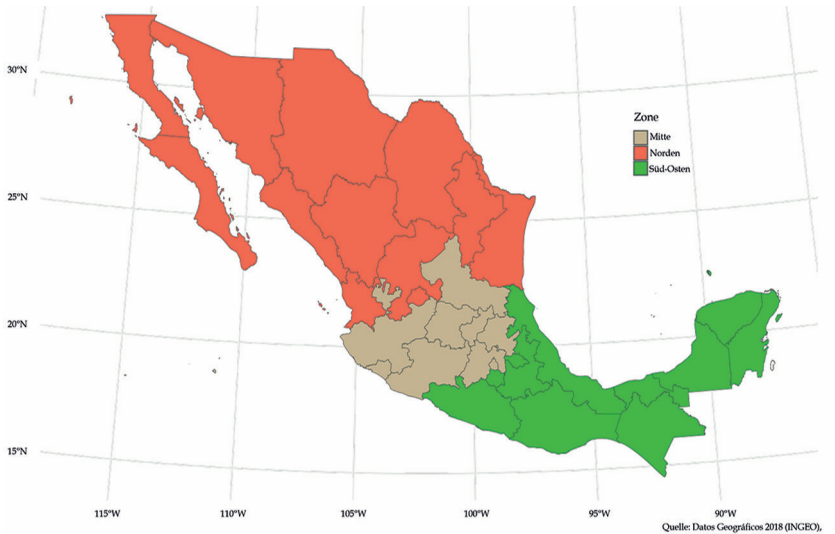 30°N
25°N
20°N
15°N
Zone
Mitte
Norden
Süd-Osten
115°W 110°W 105°W 100°W 95°W 90°W
Quelle: Datos Geográficos 2018 (INGEO),